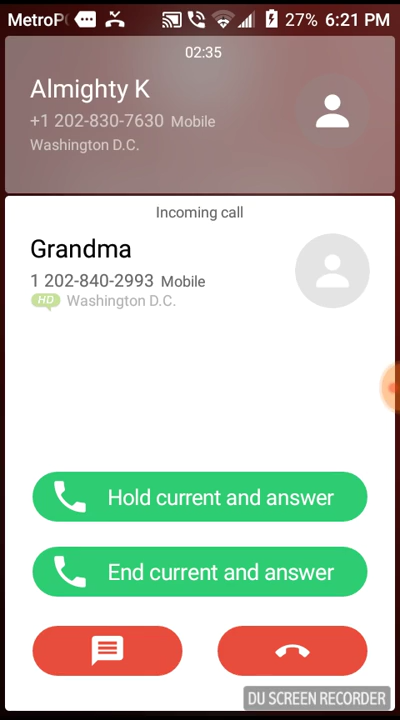 MetroP 27% 6:21 PM
02:35
Almighty K
+1 202-830-7630 Mobile
Washington D.C.
Incoming call
Grandma
1 202-840-2993 Mobile
HD Washington D.C.
Hold current and answer
End current and answer
DU SCREEN RECORDER